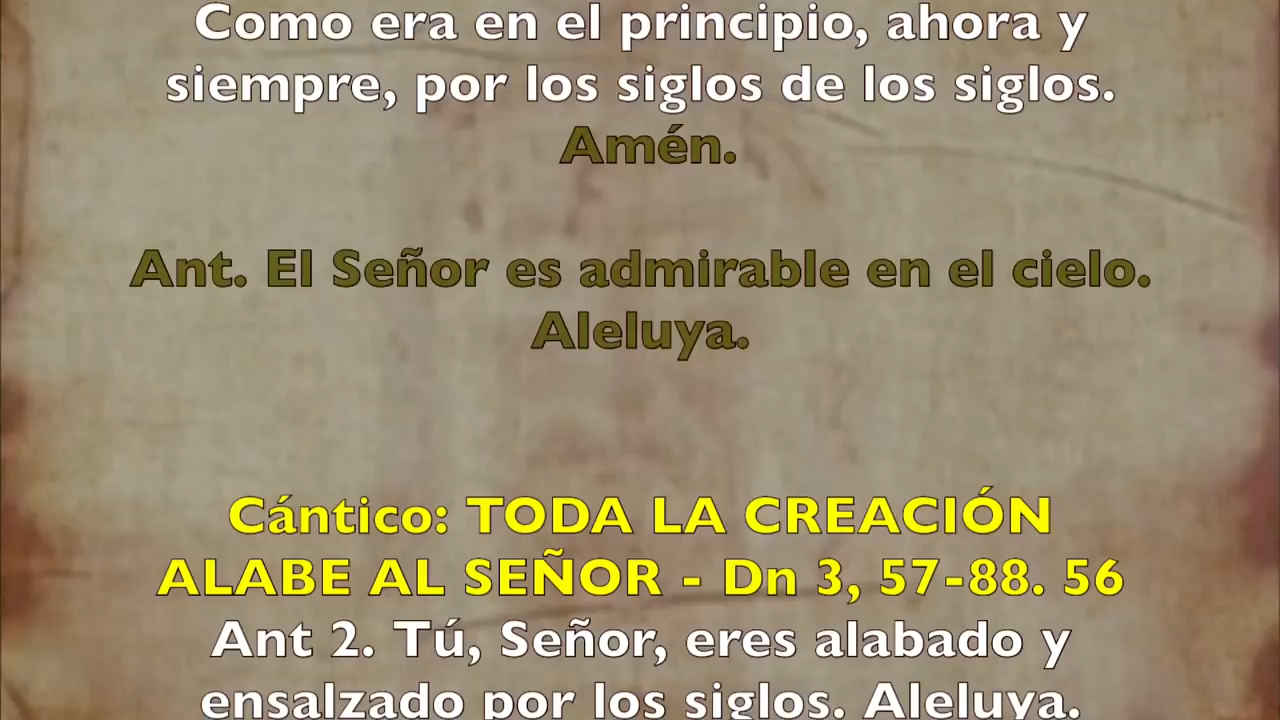 Como era en el principio, ahora y
siempre, por los siglos de los siglos.
Amén.
Ant. El Señor es admirable en el cielo.
Aleluya.
Cántico: TODA LA CREACIÓN
ALABE AL SEÑOR - Dn 3, 57-88. 56
Ant 2. Tú, Señor, eres alabado y
ensalzado por los siglos. Aleluya.